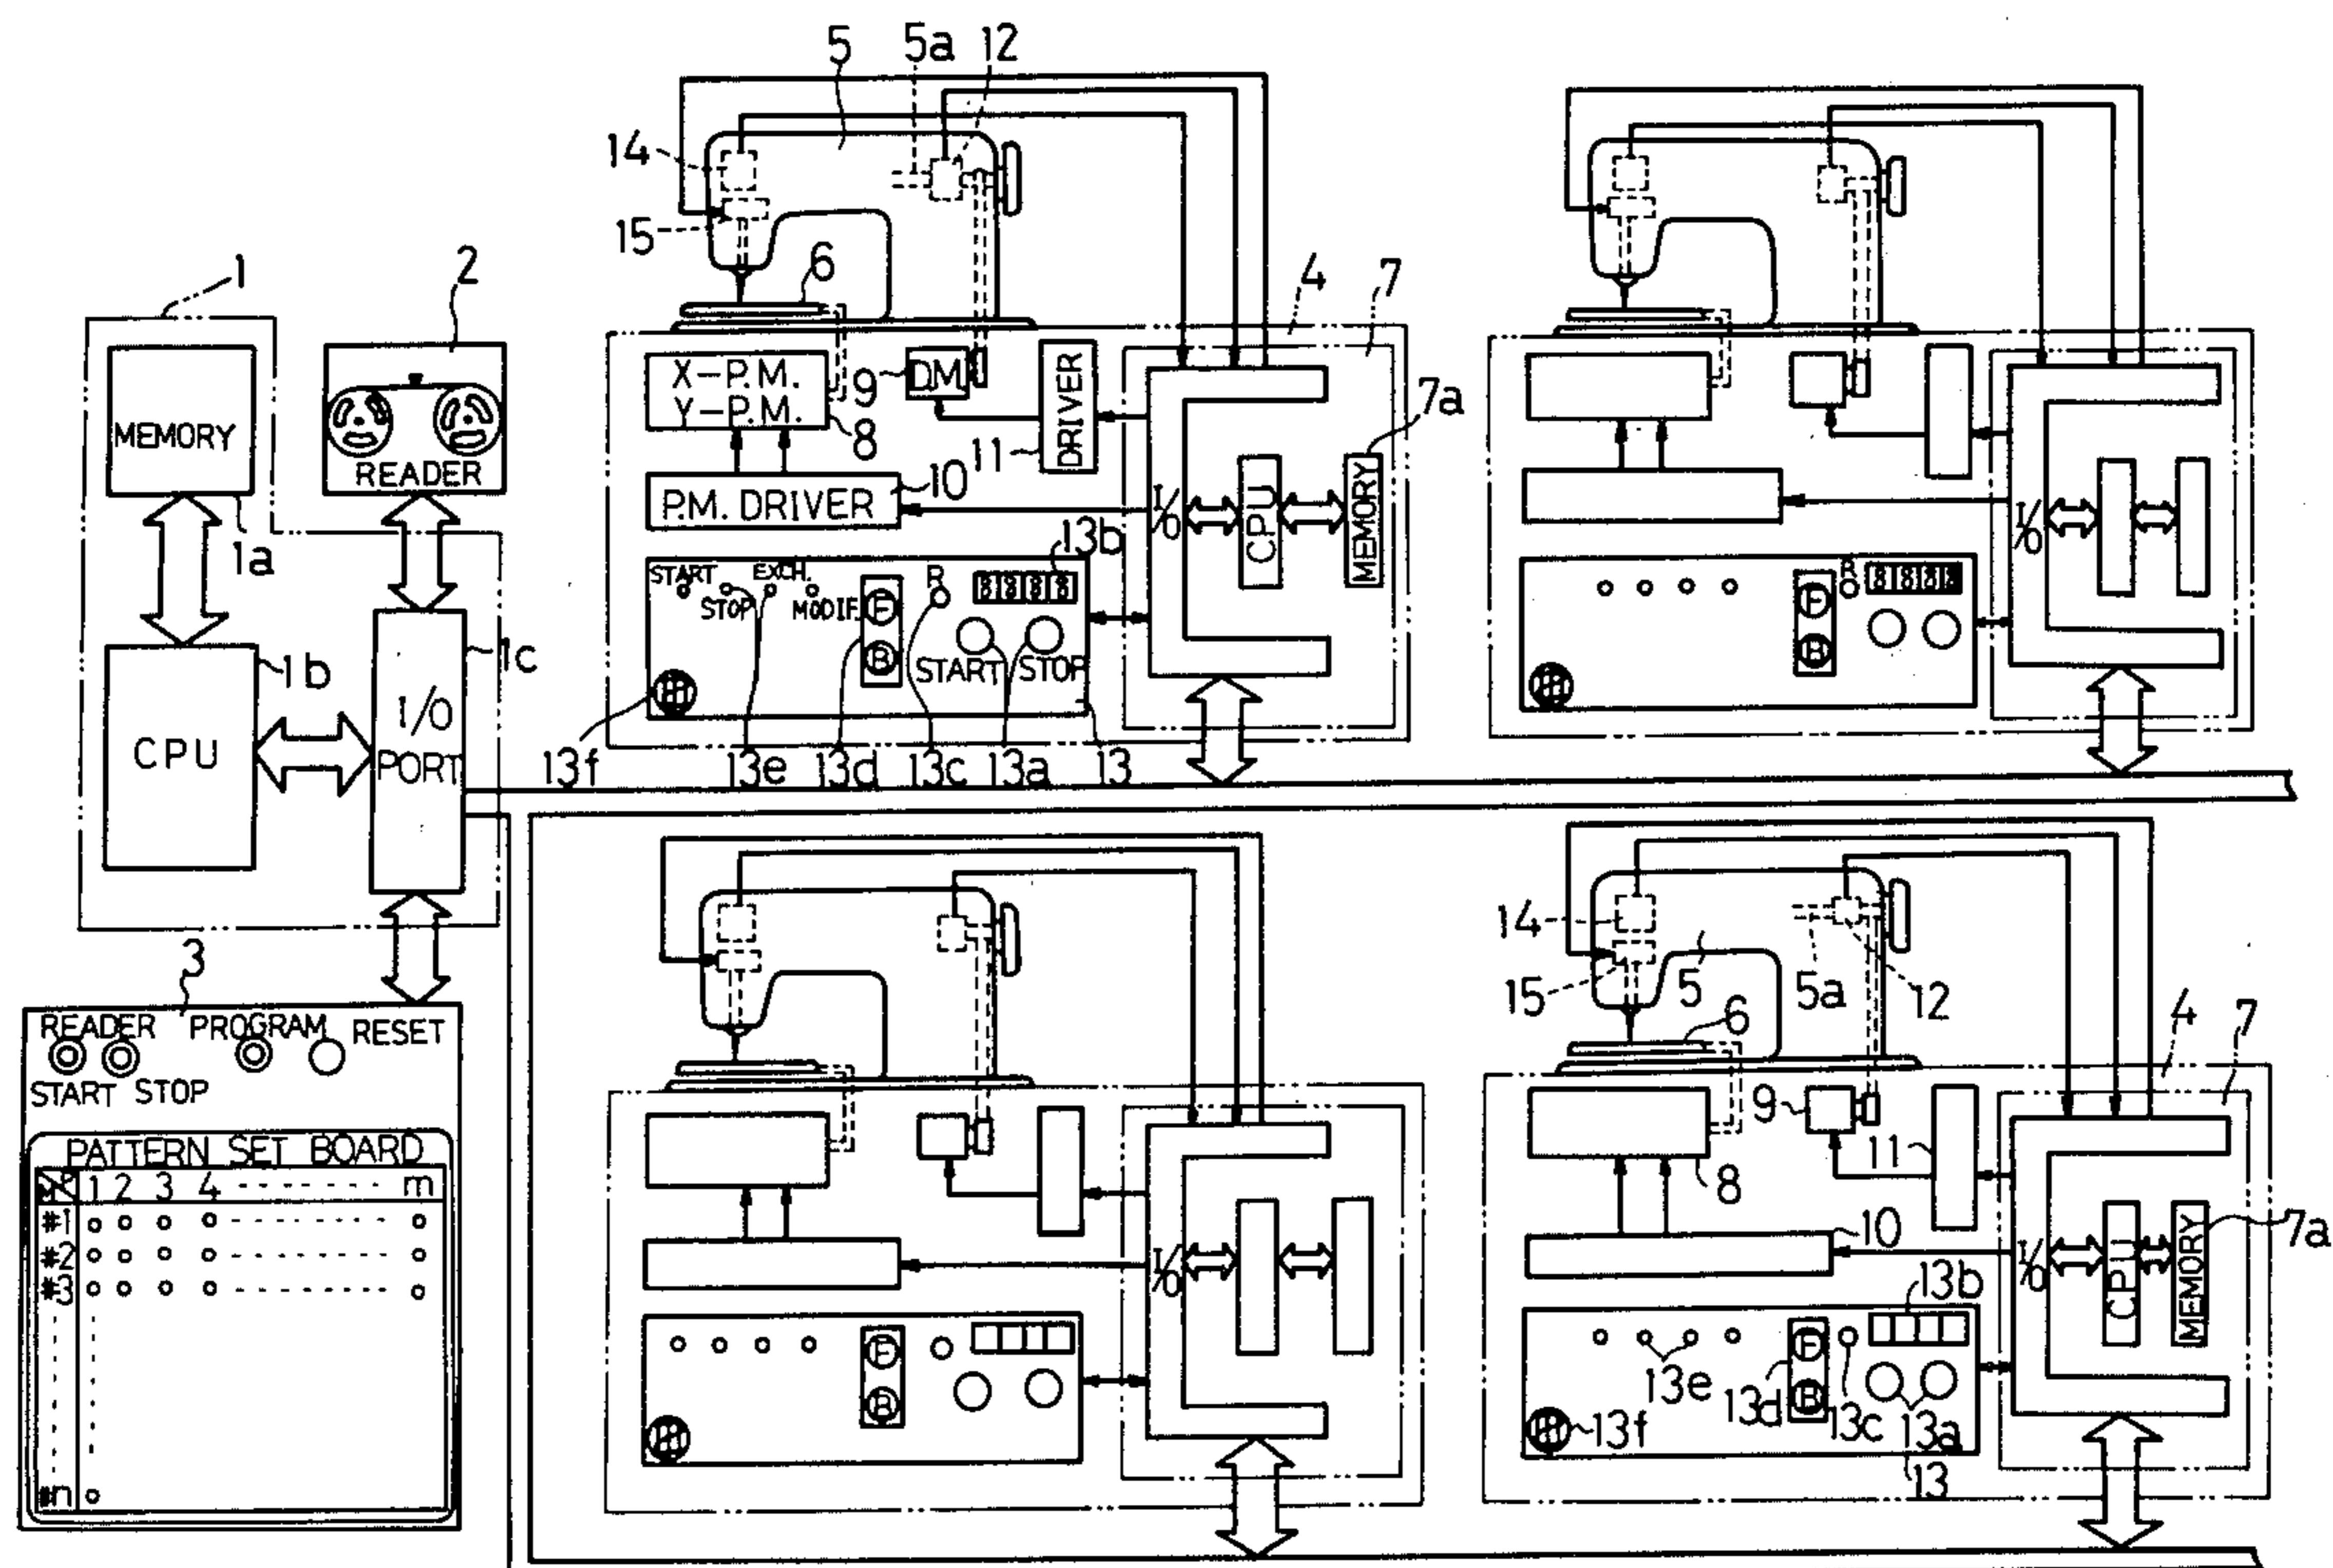 5 5a 12
14
15
6
4 7
1 2
MEMORY
READER
1a
1b
1c
CPU
I/O
PORT
X-P.M.
Y-P.M.
8
9
DM
11
DRIVER
7a
P.M. DRIVER
10
I/O
CPU
MEMORY
START EXCH. R 13b
STOP MODIF.
F
8888
B
START STOP
13f 13e 13d 13c 13a 13
I/O
R
8888
F
B
3
READER PROGRAM RESET
START STOP
PATTERN SET BOARD
M/P 1 2 3 4 m
#1
#2
#3
#n
I/O
F
B
14
15
5
5a
12
6
4 7
9
11
8
10
I/O
CPU
MEMORY
7a
13b
F
B
13e 13d 13c 13a
13f
13